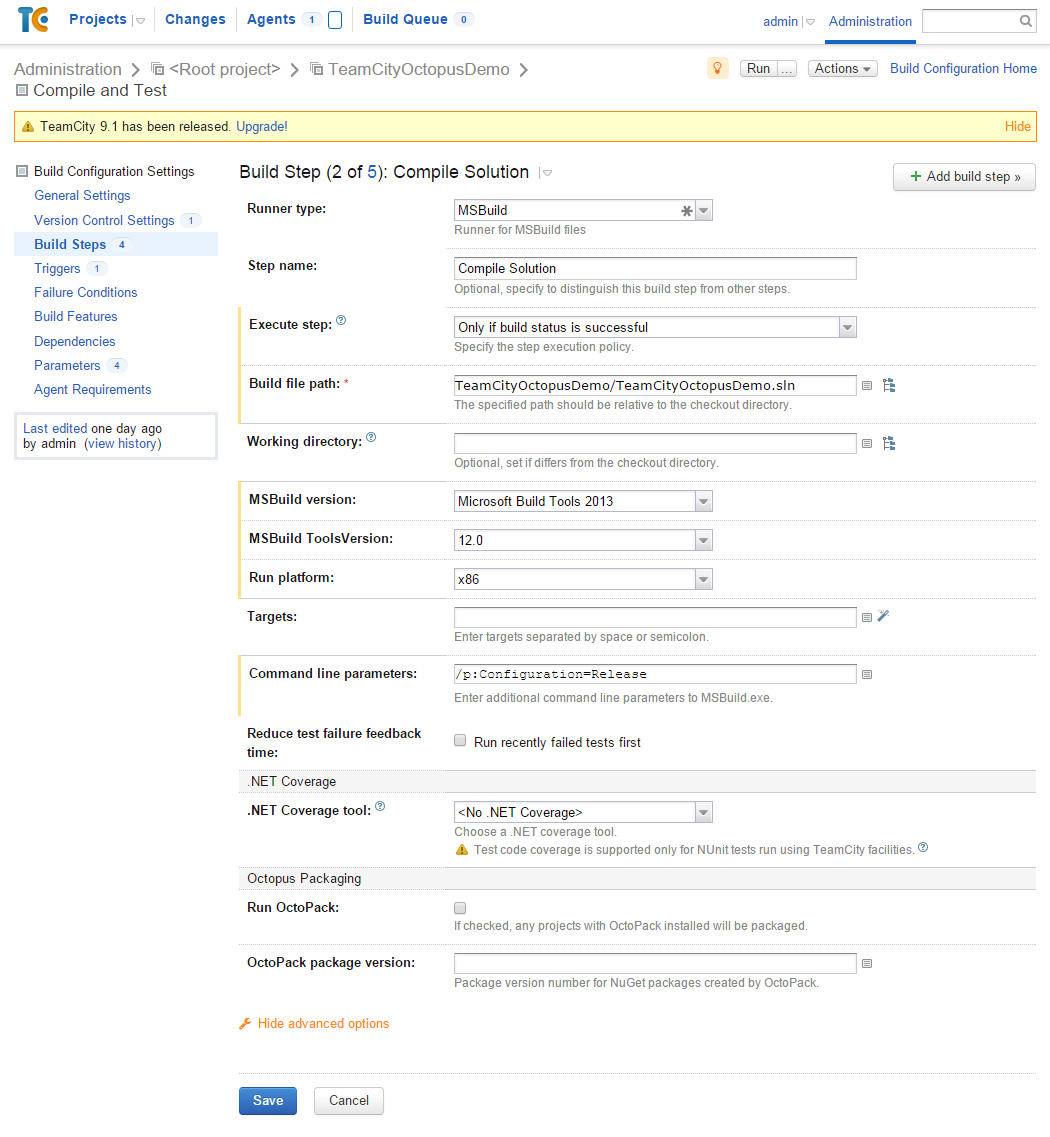 TC
Projects Changes Agents 1 Build Queue 0 admin Administration
Administration <Root project> TeamCityOctopusDemo Run ... Actions Build Configuration Home
Compile and Test
TeamCity 9.1 has been released. Upgrade! Hide
Build Configuration Settings
General Settings
Version Control Settings 1
Build Steps 4
Triggers 1
Failure Conditions
Build Features
Dependencies
Parameters 4
Agent Requirements
Last edited one day ago
by admin (view history)
Build Step (2 of 5): Compile Solution
+ Add build step »
Runner type: MSBuild
Runner for MSBuild files
Step name: Compile Solution
Optional, specify to distinguish this build step from other steps.
Execute step: ? Only if build status is successful
Specify the step execution policy.
Build file path: * TeamCityOctopusDemo/TeamCityOctopusDemo.sln
The specified path should be relative to the checkout directory.
Working directory: ?
Optional, set if differs from the checkout directory.
MSBuild version: Microsoft Build Tools 2013
MSBuild ToolsVersion: 12.0
Run platform: x86
Targets:
Enter targets separated by space or semicolon.
Command line parameters: /p:Configuration=Release
Enter additional command line parameters to MSBuild.exe.
Reduce test failure feedback
time:
Run recently failed tests first
.NET Coverage
.NET Coverage tool: ? <No .NET Coverage>
Choose a .NET coverage tool.
Test code coverage is supported only for NUnit tests run using TeamCity facilities. ?
Octopus Packaging
Run OctoPack:
If checked, any projects with OctoPack installed will be packaged.
OctoPack package version:
Package version number for NuGet packages created by OctoPack.
Hide advanced options
Save Cancel